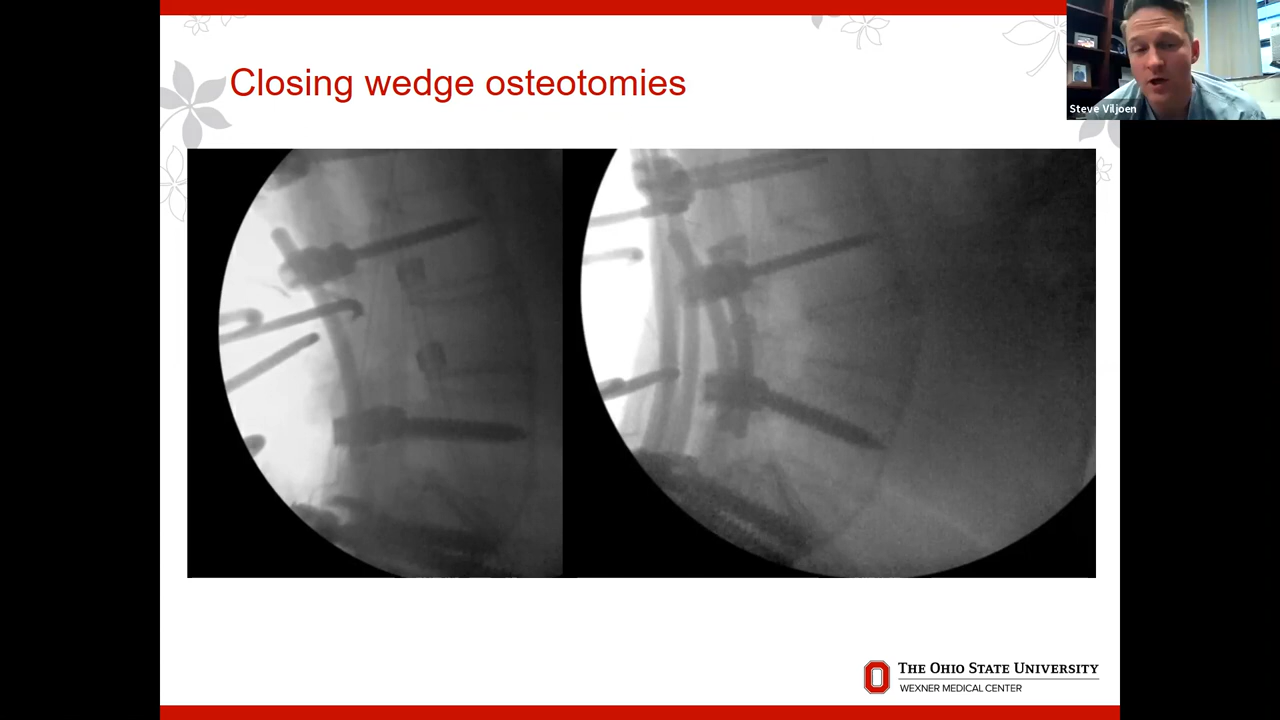 Closing wedge osteotomies
Steve Viljoen
THE OHIO STATE UNIVERSITY
WEXNER MEDICAL CENTER